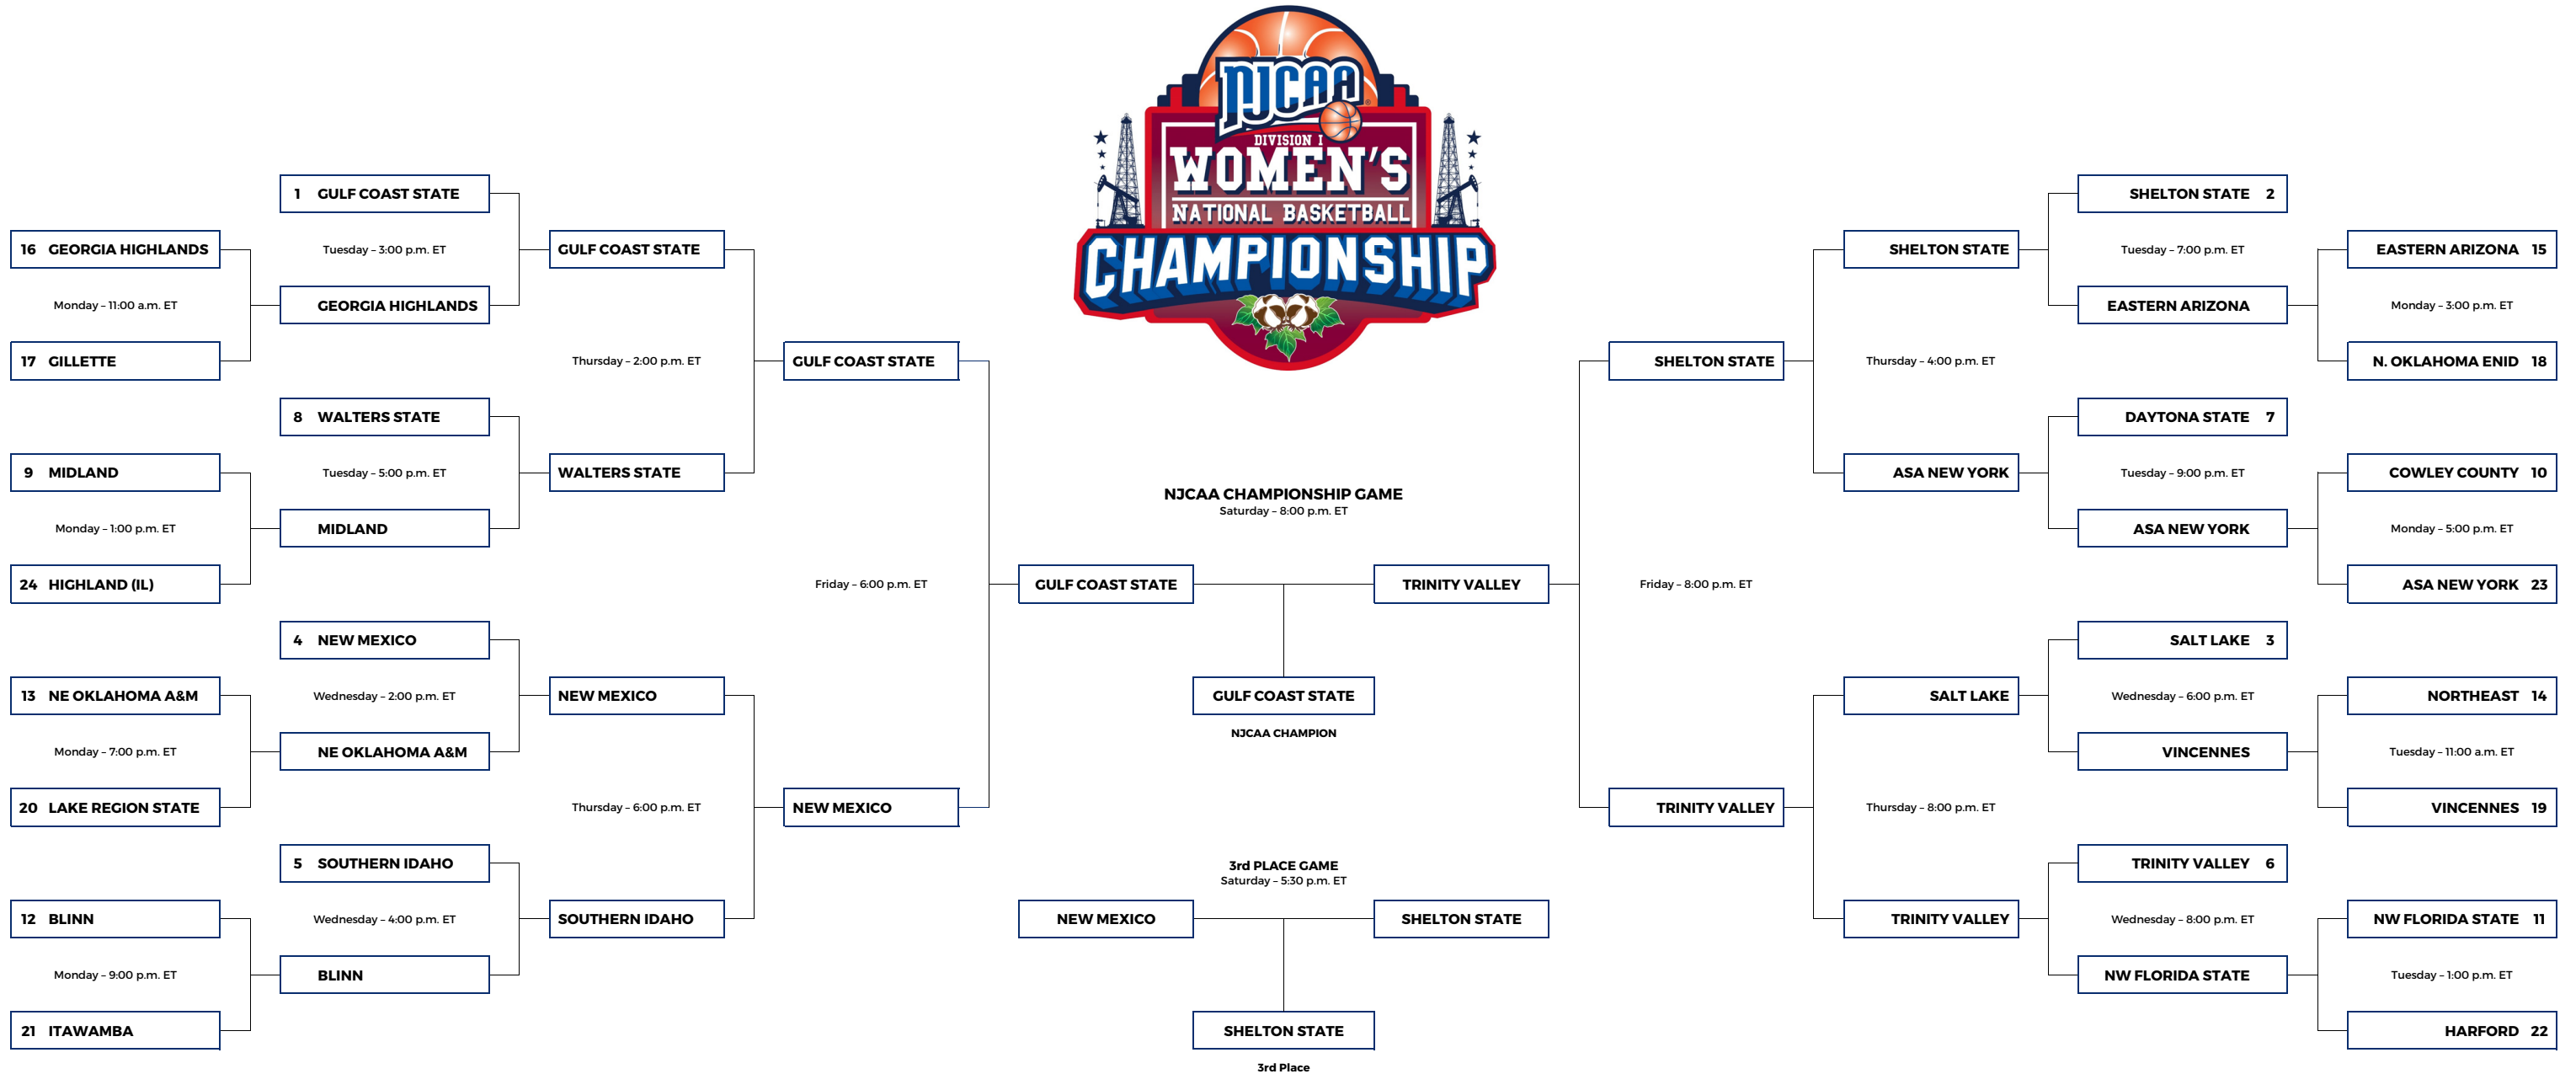 NJCAA
DIVISION I
WOMEN'S
NATIONAL BASKETBALL
CHAMPIONSHIP
1 GULF COAST STATE
Tuesday – 3:00 p.m. ET
16 GEORGIA HIGHLANDS
Monday – 11:00 a.m. ET
GEORGIA HIGHLANDS
17 GILLETTE
GULF COAST STATE
Thursday – 2:00 p.m. ET
8 WALTERS STATE
Tuesday – 5:00 p.m. ET
9 MIDLAND
Monday – 1:00 p.m. ET
MIDLAND
24 HIGHLAND (IL)
WALTERS STATE
GULF COAST STATE
Friday – 6:00 p.m. ET
4 NEW MEXICO
Wednesday – 2:00 p.m. ET
13 NE OKLAHOMA A&M
Monday – 7:00 p.m. ET
NE OKLAHOMA A&M
20 LAKE REGION STATE
NEW MEXICO
Thursday – 6:00 p.m. ET
5 SOUTHERN IDAHO
Wednesday – 4:00 p.m. ET
12 BLINN
Monday – 9:00 p.m. ET
BLINN
21 ITAWAMBA
SOUTHERN IDAHO
NEW MEXICO
NJCAA CHAMPIONSHIP GAME
Saturday – 8:00 p.m. ET
GULF COAST STATE
TRINITY VALLEY
GULF COAST STATE
NJCAA CHAMPION
3rd PLACE GAME
Saturday – 5:30 p.m. ET
NEW MEXICO
SHELTON STATE
SHELTON STATE
3rd Place
SHELTON STATE
Friday – 8:00 p.m. ET
TRINITY VALLEY
SHELTON STATE
Thursday – 4:00 p.m. ET
ASA NEW YORK
SHELTON STATE 2
Tuesday – 7:00 p.m. ET
EASTERN ARIZONA
EASTERN ARIZONA 15
Monday – 3:00 p.m. ET
N. OKLAHOMA ENID 18
DAYTONA STATE 7
Tuesday – 9:00 p.m. ET
ASA NEW YORK
COWLEY COUNTY 10
Monday – 5:00 p.m. ET
ASA NEW YORK 23
SALT LAKE
Thursday – 8:00 p.m. ET
TRINITY VALLEY
SALT LAKE 3
Wednesday – 6:00 p.m. ET
VINCENNES
NORTHEAST 14
Tuesday – 11:00 a.m. ET
VINCENNES 19
TRINITY VALLEY 6
Wednesday – 8:00 p.m. ET
NW FLORIDA STATE
NW FLORIDA STATE 11
Tuesday – 1:00 p.m. ET
HARFORD 22